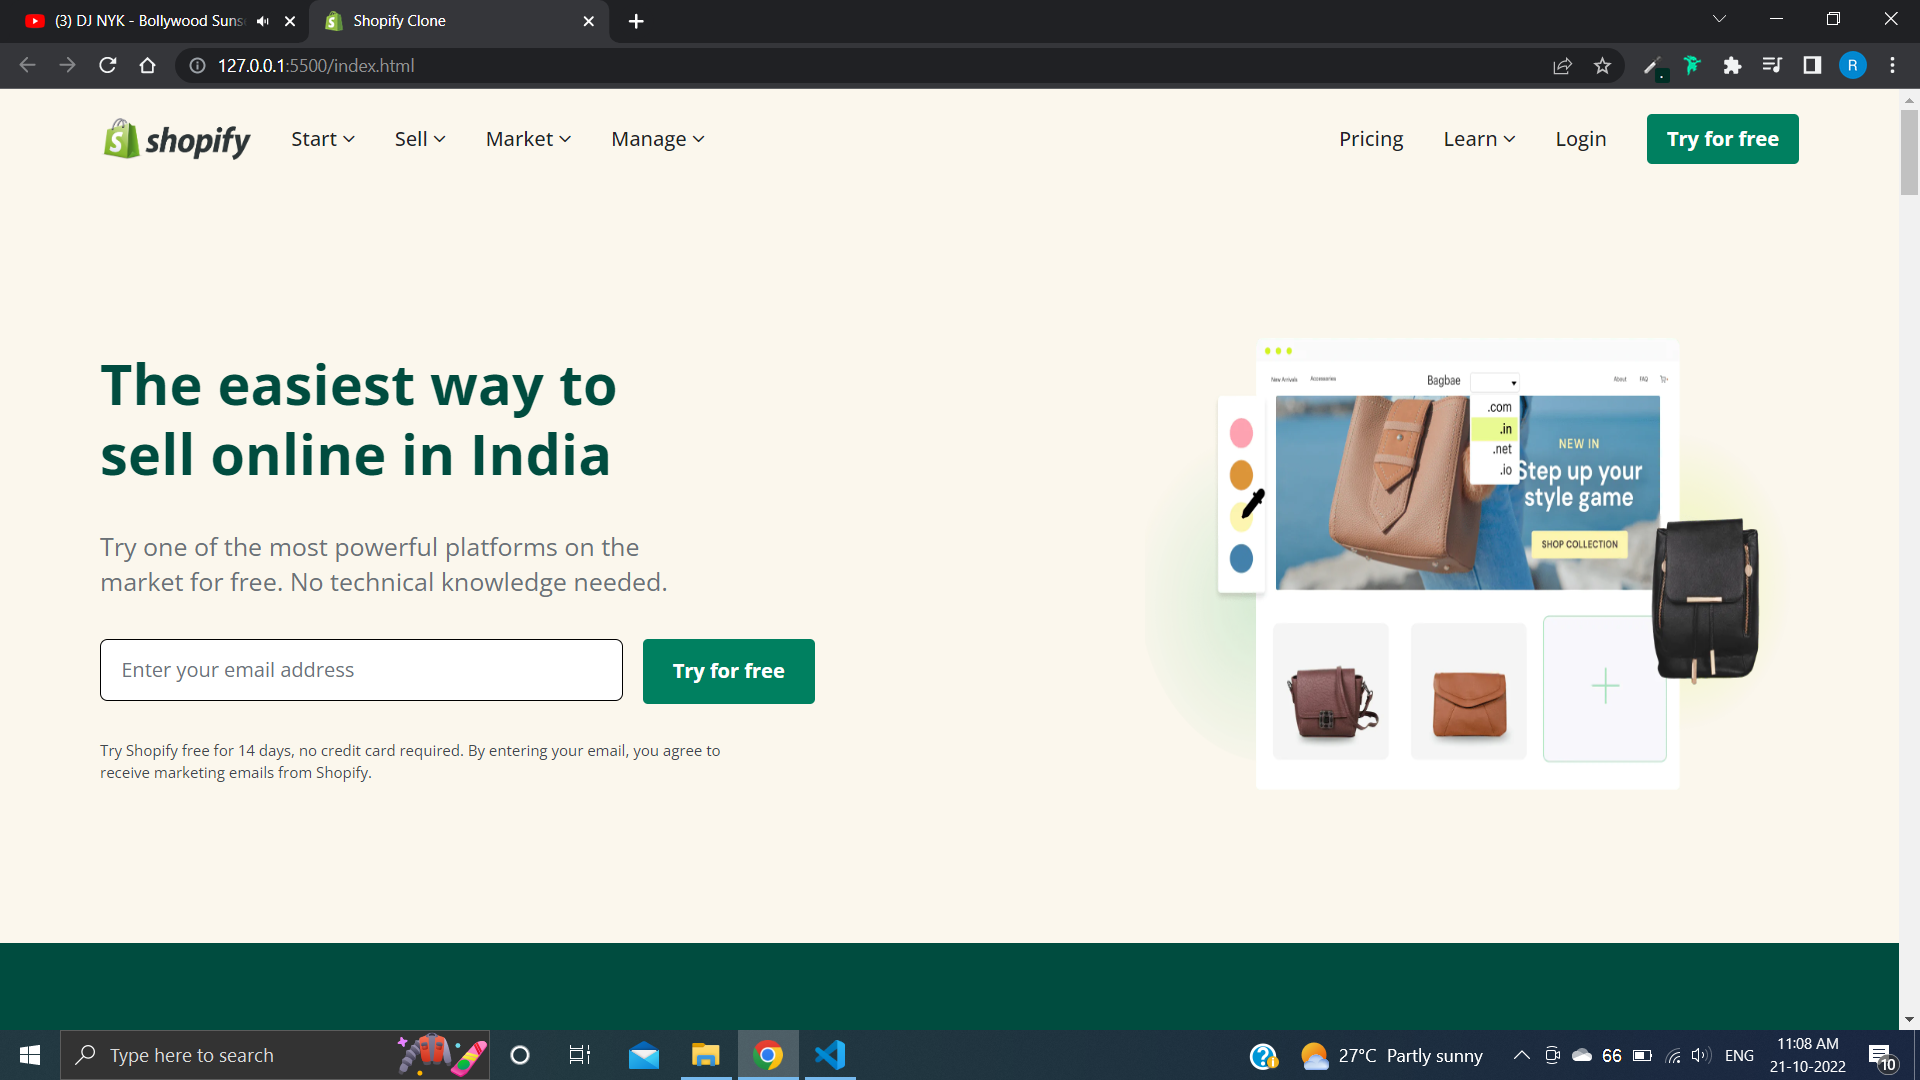 (3) DJ NYK - Bollywood Suns
Shopify Clone
127.0.0.1:5500/index.html
R
shopify
Start
Sell
Market
Manage
Pricing
Learn
Login
Try for free
The easiest way to
sell online in India
Try one of the most powerful platforms on the
market for free. No technical knowledge needed.
Enter your email address
Try for free
Try Shopify free for 14 days, no credit card required. By entering your email, you agree to
receive marketing emails from Shopify.
New Arrivals
Accessories
Bagbae
About
FAQ
.com
.in
.net
.io
NEW IN
Step up your
style game
SHOP COLLECTION
Type here to search
27°C Partly sunny
66
ENG
11:08 AM
21-10-2022
10